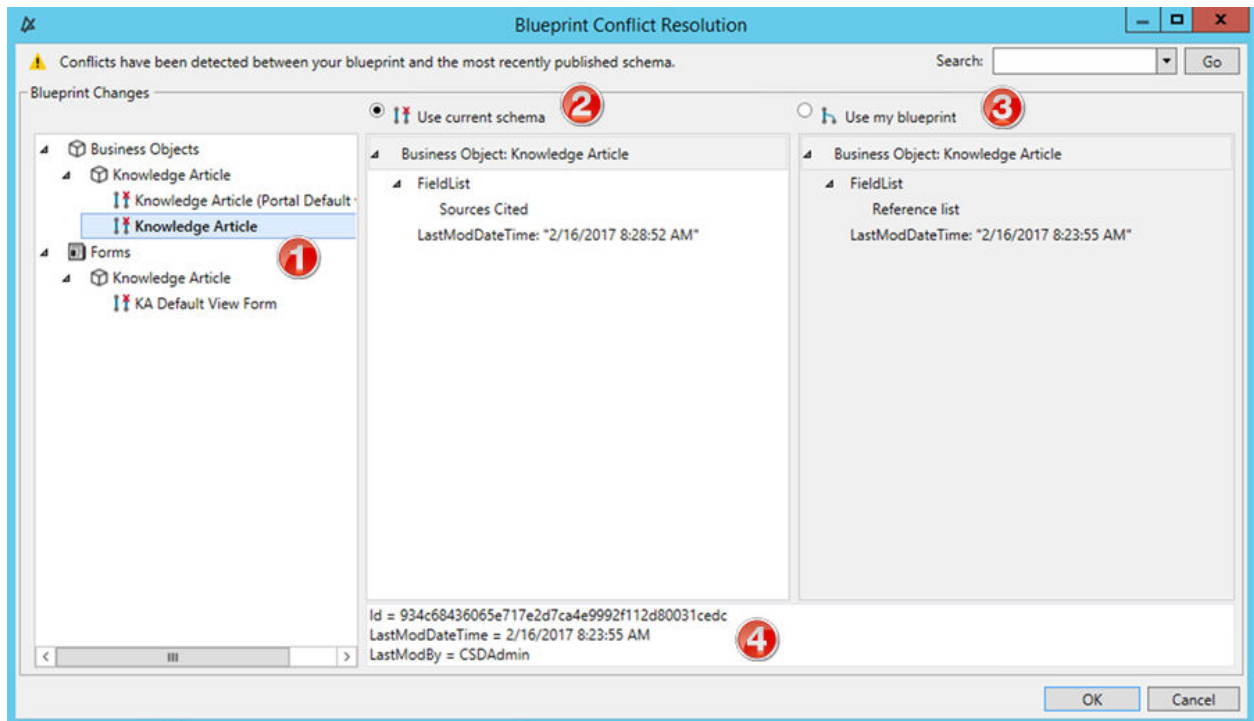 Blueprint Conflict Resolution
Conflicts have been detected between your blueprint and the most recently published schema.
Search:
Go
Blueprint Changes
Use current schema
2
Use my blueprint
3
Business Objects
Knowledge Article
Knowledge Article (Portal Default
Knowledge Article
1
Forms
Knowledge Article
KA Default View Form
Business Object: Knowledge Article
FieldList
Sources Cited
LastModDateTime: "2/16/2017 8:28:52 AM"
Business Object: Knowledge Article
FieldList
Reference list
LastModDateTime: "2/16/2017 8:23:55 AM"
Id = 934c68436065e717e2d7ca4e9992f112d80031cedc
LastModDateTime = 2/16/2017 8:23:55 AM
LastModBy = CSDAdmin
4
OK
Cancel